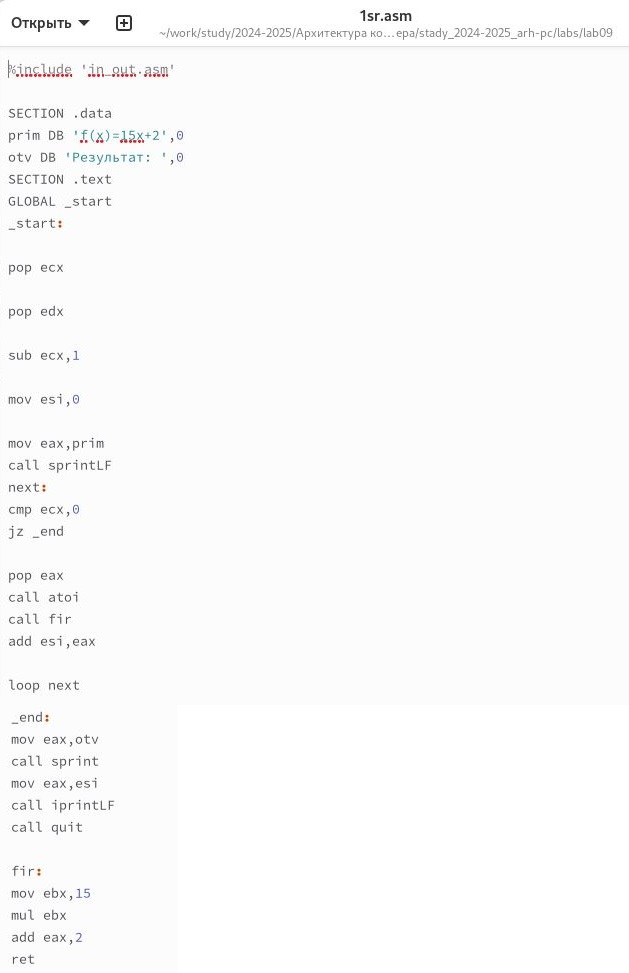 Открыть
1sr.asm
~/work/study/2024-2025/Архитектура ко...ера/stady_2024-2025_arh-pc/labs/lab09
%include 'in_out.asm'
SECTION .data
prim DB 'f(x)=15x+2',0
otv DB 'Результат: ',0
SECTION .text
GLOBAL _start
_start:
pop ecx
pop edx
sub ecx,1
mov esi,0
mov eax,prim
call sprintLF
next:
cmp ecx,0
jz _end
pop eax
call atoi
call fir
add esi,eax
loop next
_end:
mov eax,otv
call sprint
mov eax,esi
call iprintLF
call quit
fir:
mov ebx,15
mul ebx
add eax,2
ret